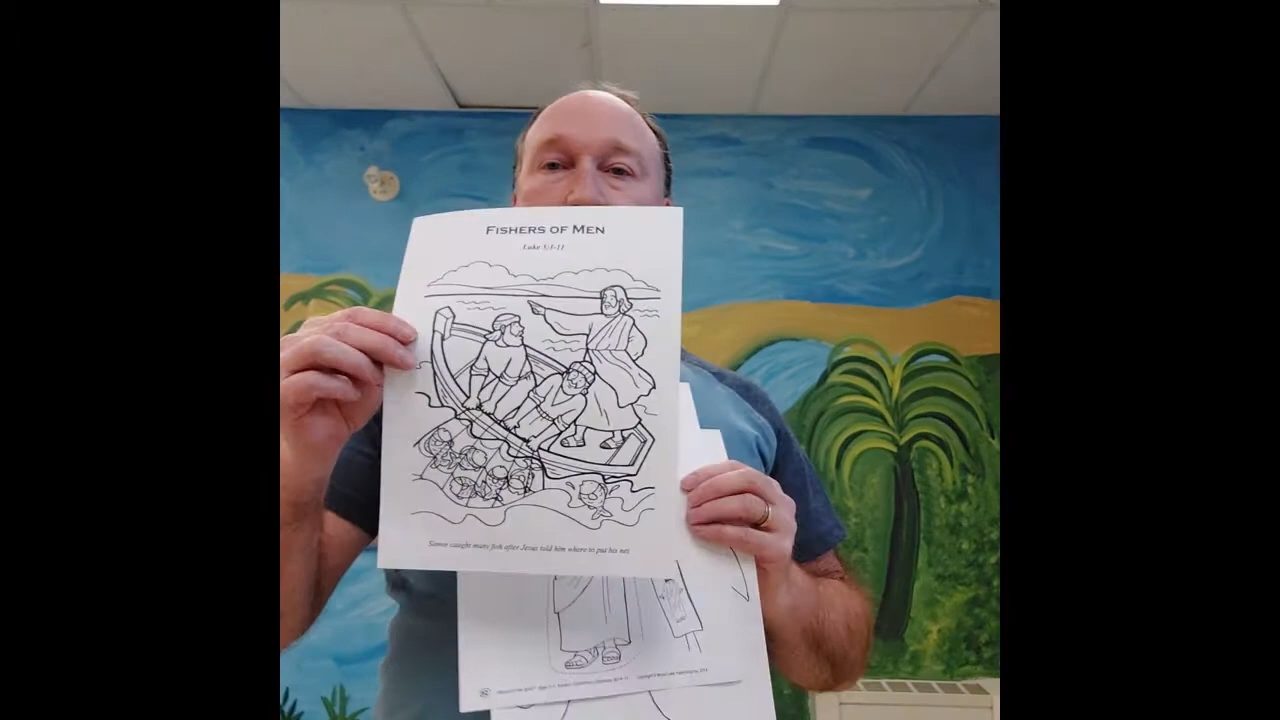 FISHERS OF MEN
Luke 5:1-11
Simon caught many fish after Jesus told him where to put his net